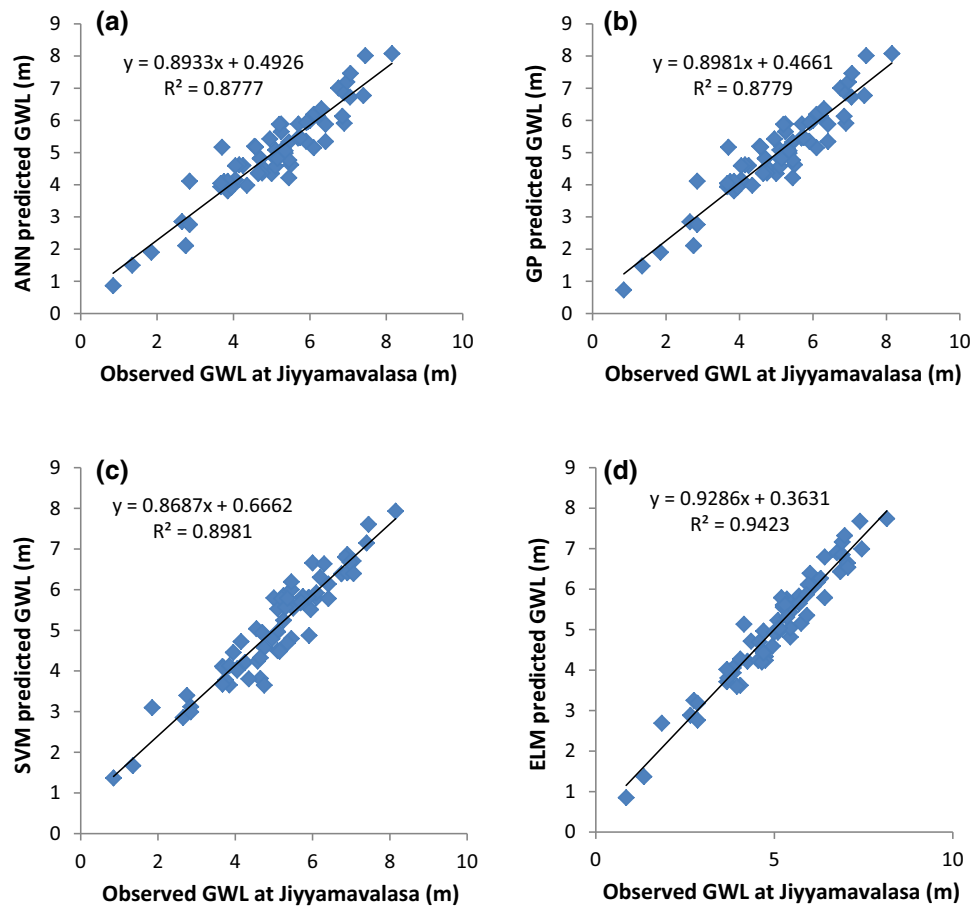 (a)
y = 0.8933x + 0.4926
R² = 0.8777
ANN predicted GWL (m)
9
8
7
6
5
4
3
2
1
0
0 2 4 6 8 10
Observed GWL at Jiyyamavalasa (m)
(b)
y = 0.8981x + 0.4661
R² = 0.8779
GP predicted GWL (m)
9
8
7
6
5
4
3
2
1
0
0 2 4 6 8 10
Observed GWL at Jiyyamavalasa (m)
(c)
y = 0.8687x + 0.6662
R² = 0.8981
SVM predicted GWL (m)
9
8
7
6
5
4
3
2
1
0
0 2 4 6 8 10
Observed GWL at Jiyyamavalasa (m)
(d)
y = 0.9286x + 0.3631
R² = 0.9423
ELM predicted GWL (m)
9
8
7
6
5
4
3
2
1
0
0 5 10
Observed GWL at Jiyyamavalasa (m)